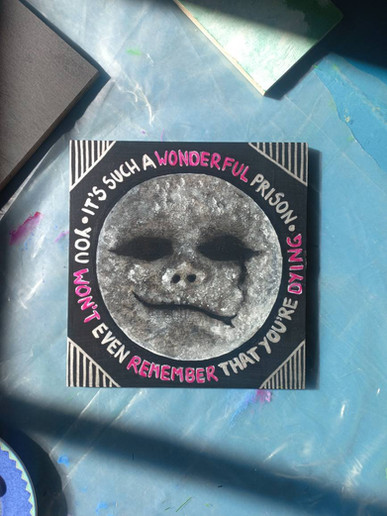 • IT'S SUCH A WONDERFUL PRISON •
YOU WON'T EVEN REMEMBER THAT YOU'RE DYING